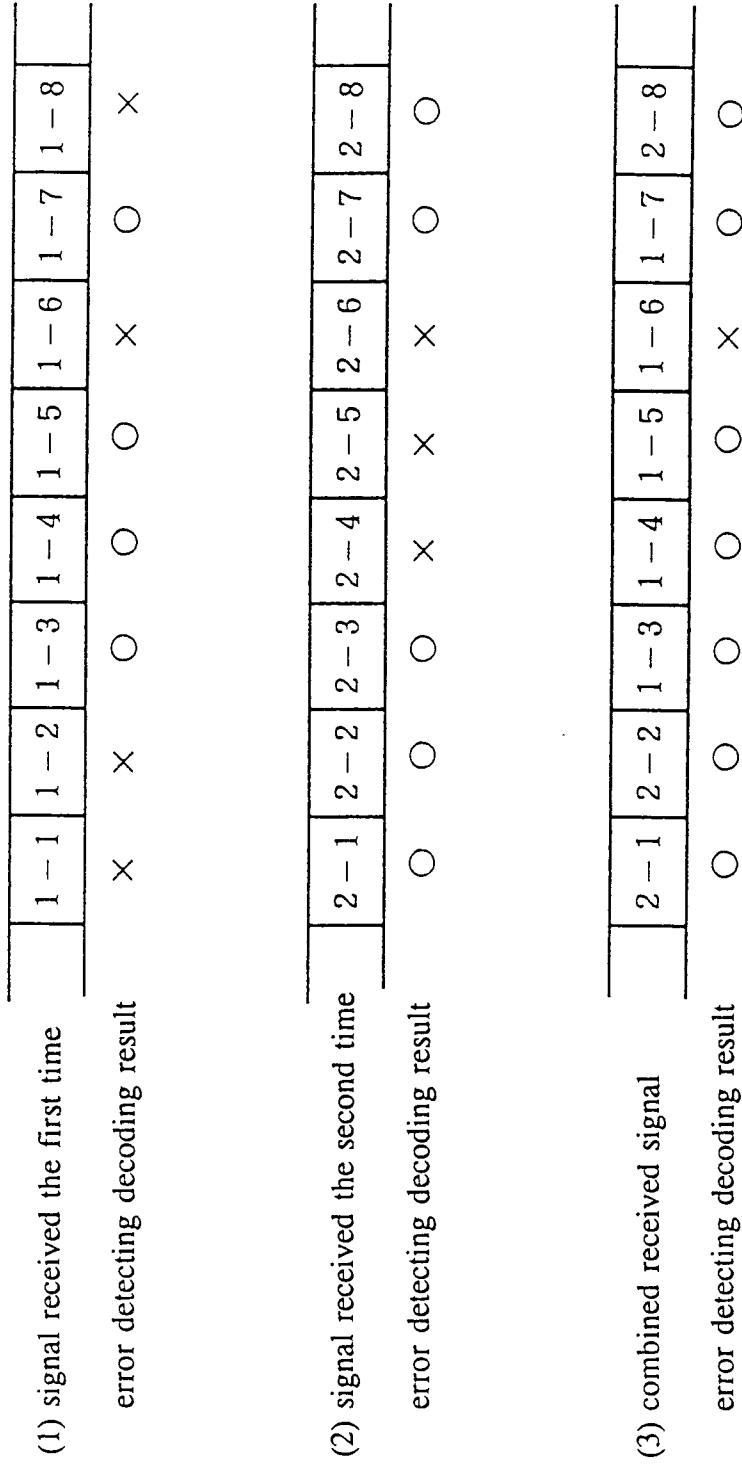 (1) signal received the first time 1-1 1-2 1-3 1-4 1-5 1-6 1-7 1-8
error detecting decoding result × × ○ ○ ○ × ○ ×
(2) signal received the second time 2-1 2-2 2-3 2-4 2-5 2-6 2-7 2-8
error detecting decoding result ○ ○ ○ × × × ○ ○
(3) combined received signal 2-1 2-2 1-3 1-4 1-5 1-6 1-7 2-8
error detecting decoding result ○ ○ ○ ○ ○ × ○ ○